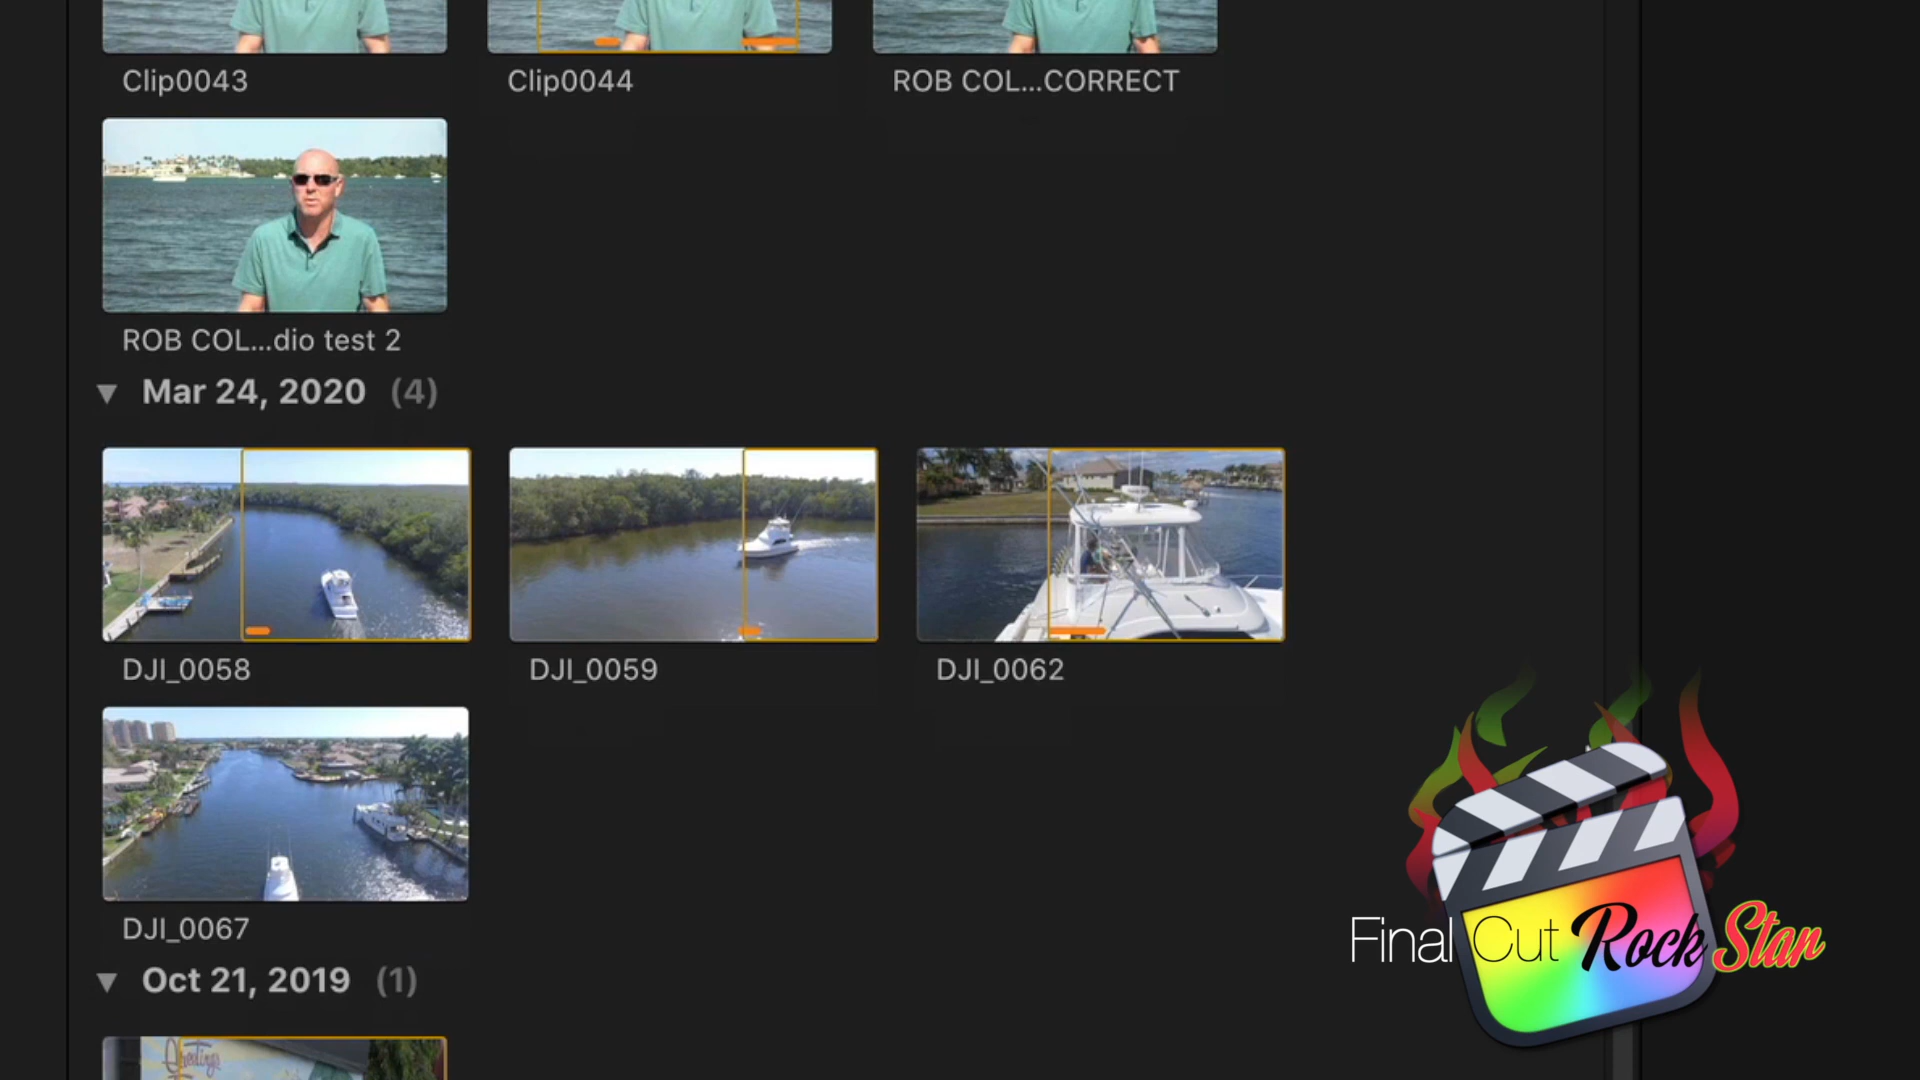 Clip0043
Clip0044
ROB COL...CORRECT
ROB COL...dio test 2
Mar 24, 2020 (4)
DJI_0058
DJI_0059
DJI_0062
DJI_0067
Final Cut Rock Star
Oct 21, 2019 (1)
Greetings